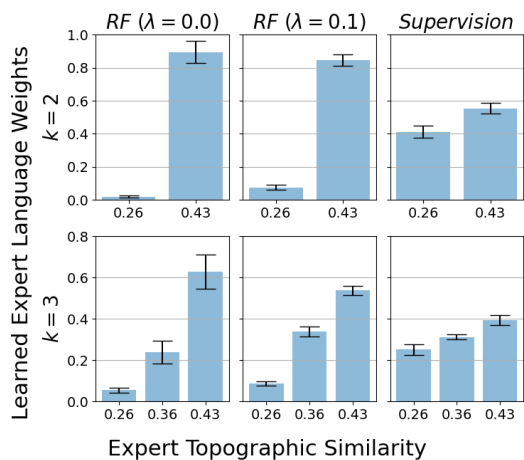 RF (λ = 0.0) RF (λ = 0.1) Supervision
Learned Expert Language Weights
k = 2
1.0
0.8
0.6
0.4
0.2
0.0
0.26 0.43 0.26 0.43 0.26 0.43
k = 3
0.8
0.6
0.4
0.2
0.0
0.26 0.36 0.43 0.26 0.36 0.43 0.26 0.36 0.43
Expert Topographic Similarity